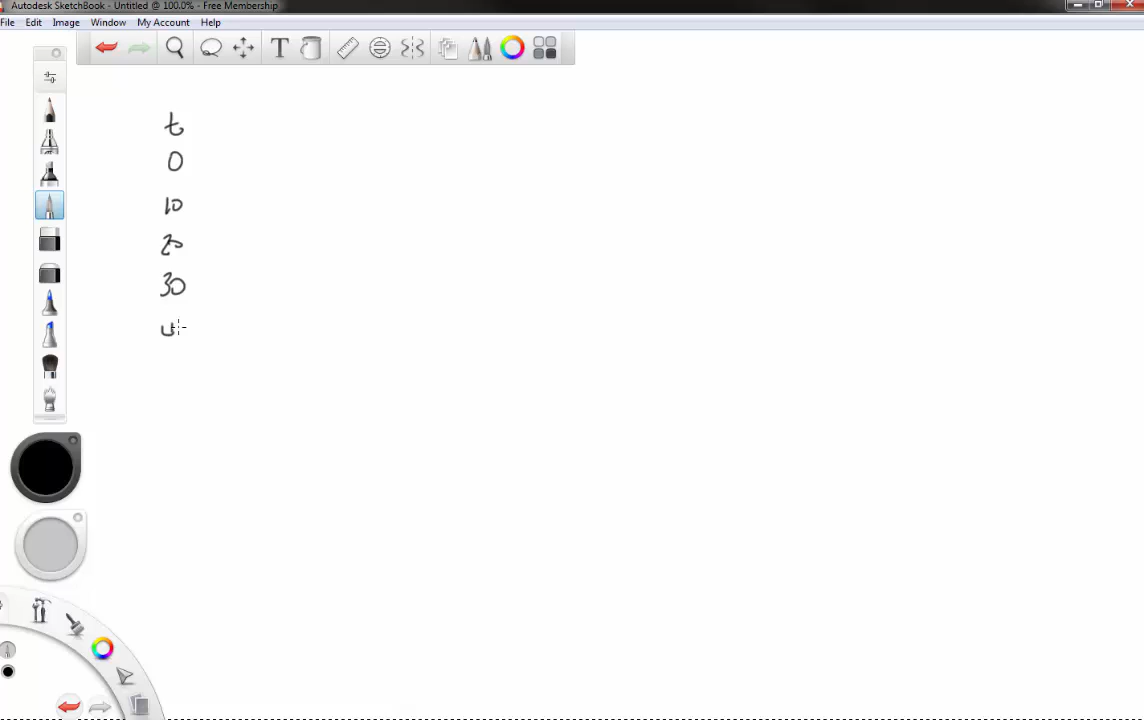 Autodesk SketchBook - Untitled @ 100.0% - Free Membership
File Edit Image Window My Account Help
T
t
0
10
20
30